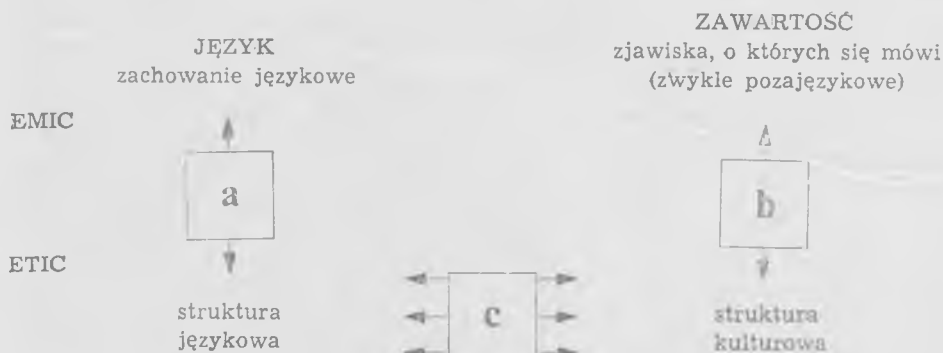 JĘZYK
zachowanie językowe
ZAWARTOŚĆ
zjawiska, o których się mówi
(zwykle pozajęzykowe)
EMIC
a
b
ETIC
struktura
językowa
c
struktura
kulturowa